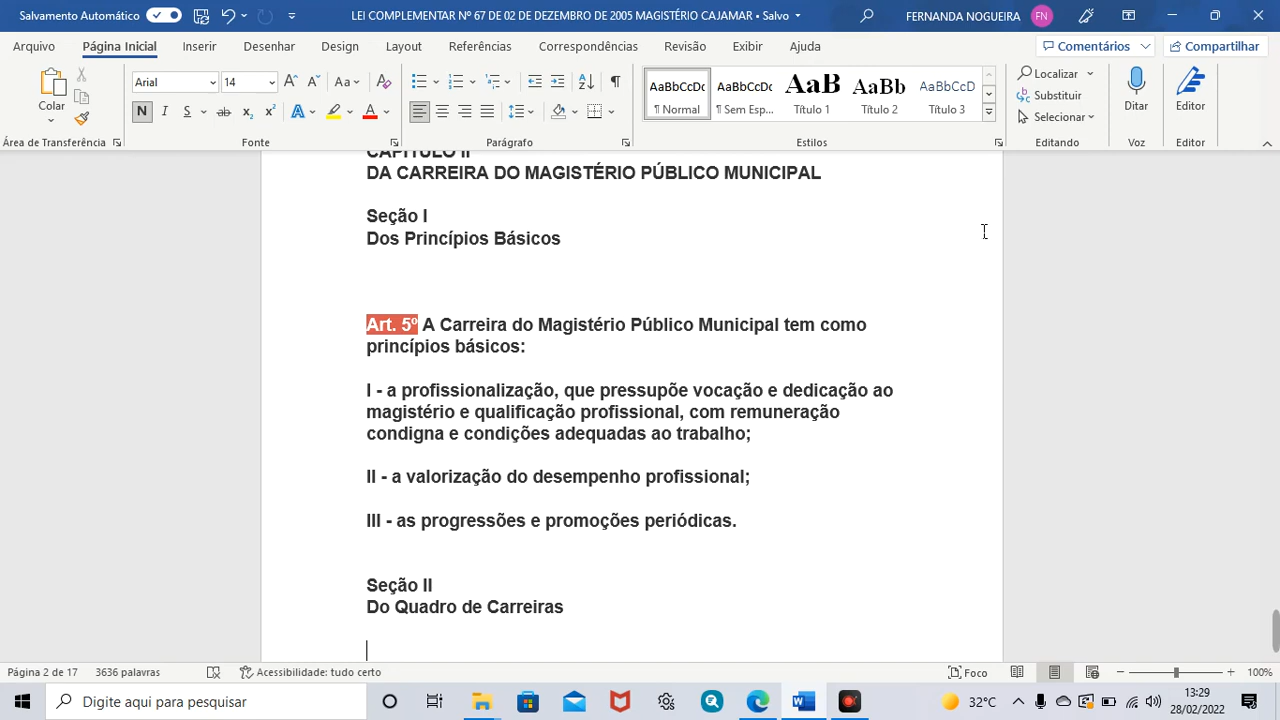 Salvamento Automático
LEI COMPLEMENTAR Nº 67 DE 02 DE DEZEMBRO DE 2005 MAGISTÉRIO CAJAMAR • Salvo
FERNANDA NOGUEIRA
FN
Arquivo Página Inicial Inserir Desenhar Design Layout Referências Correspondências Revisão Exibir Ajuda
Comentários
Compartilhar
Colar
Arial
14
Aa
N I S ab x₂ x² A A
AaBbCcDc AaBbCcDc AaB AaBb AaBbCcD
¶ Normal ¶ Sem Esp... Título 1 Título 2 Título 3
Localizar
Substituir
Selecionar
Ditar
Editor
Área de Transferência Fonte Parágrafo Estilos Editando Voz Editor
CAPÍTULO II
DA CARREIRA DO MAGISTÉRIO PÚBLICO MUNICIPAL
Seção I
Dos Princípios Básicos
Art. 5º A Carreira do Magistério Público Municipal tem como
princípios básicos:
I - a profissionalização, que pressupõe vocação e dedicação ao
magistério e qualificação profissional, com remuneração
condigna e condições adequadas ao trabalho;
II - a valorização do desempenho profissional;
III - as progressões e promoções periódicas.
Seção II
Do Quadro de Carreiras
Página 2 de 17 3636 palavras Acessibilidade: tudo certo Foco 100%
Digite aqui para pesquisar
32°C
13:29
28/02/2022